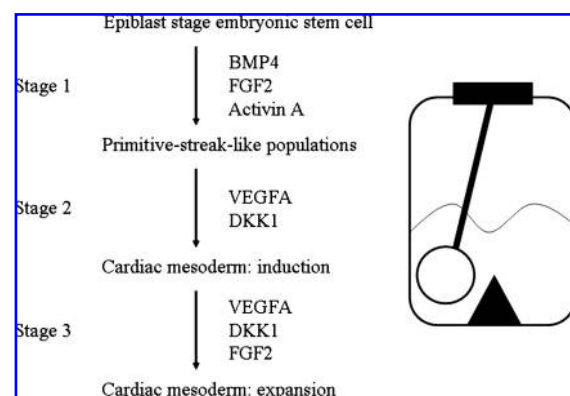 Epiblast stage embryonic stem cell
Stage 1
BMP4
FGF2
Activin A
Primitive-streak-like populations
Stage 2
VEGFA
DKK1
Cardiac mesoderm: induction
Stage 3
VEGFA
DKK1
FGF2
Cardiac mesoderm: expansion